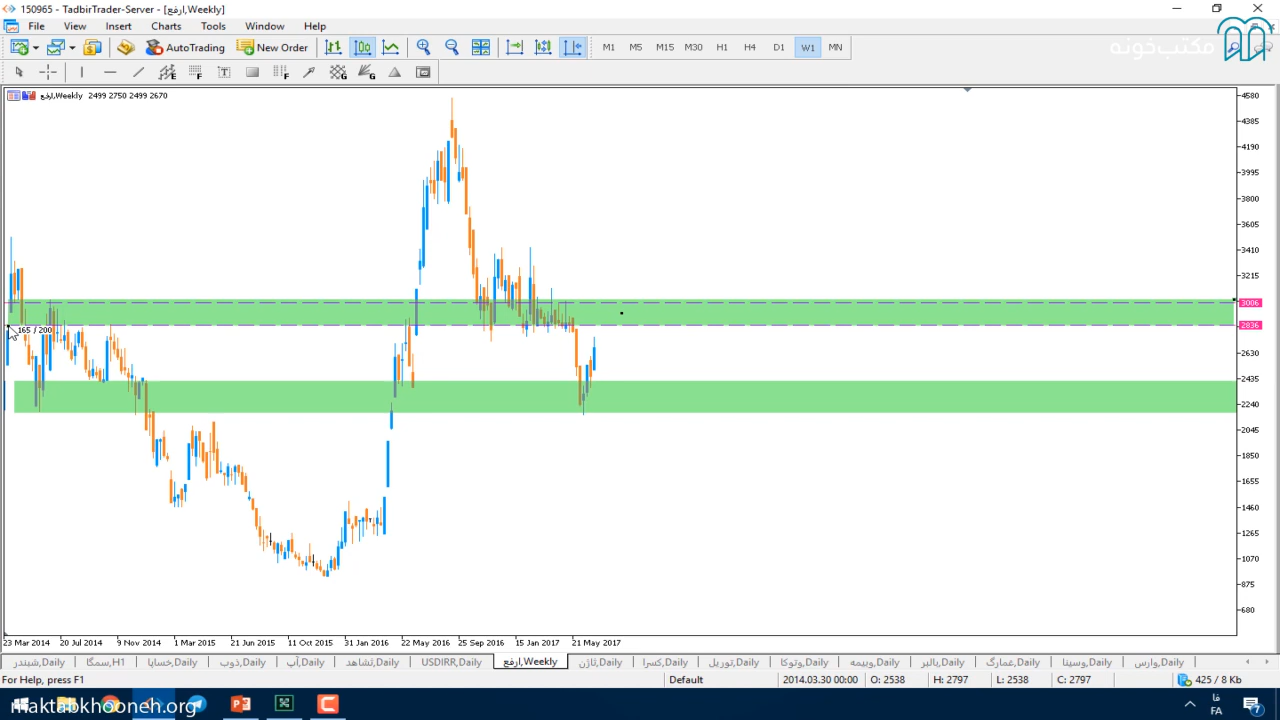 150965 - TadbirTrader-Server - [ارفع,Weekly]
File View Insert Charts Tools Window Help
مکتب‌خونه
AutoTrading New Order M1 M5 M15 M30 H1 H4 D1 W1 MN
E F T F G G
ارفع,Weekly 2499 2750 2499 2670
4580
4385
4190
3995
3800
3605
3410
3215
3006
2836
165 / 200
2630
2435
2240
2045
1850
1655
1460
1265
1070
875
680
23 Mar 2014 20 Jul 2014 9 Nov 2014 1 Mar 2015 21 Jun 2015 11 Oct 2015 31 Jan 2016 22 May 2016 25 Sep 2016 15 Jan 2017 21 May 2017
شبندر,Daily سمگا,H1 خساپا,Daily ذوب,Daily آپ,Daily تشاهد,Daily USDIRR,Daily ارفع,Weekly ثاژن,Daily کسرا,Daily توریل,Daily وتوکا,Daily وبیمه,Daily بالبر,Daily غمارگ,Daily وسینا,Daily وارس,Daily
For Help, press F1 Default 2014.03.30 00:00 O: 2538 H: 2797 L: 2538 C: 2797 425 / 8 Kb
maktabkhooneh.org
فا
FA
7